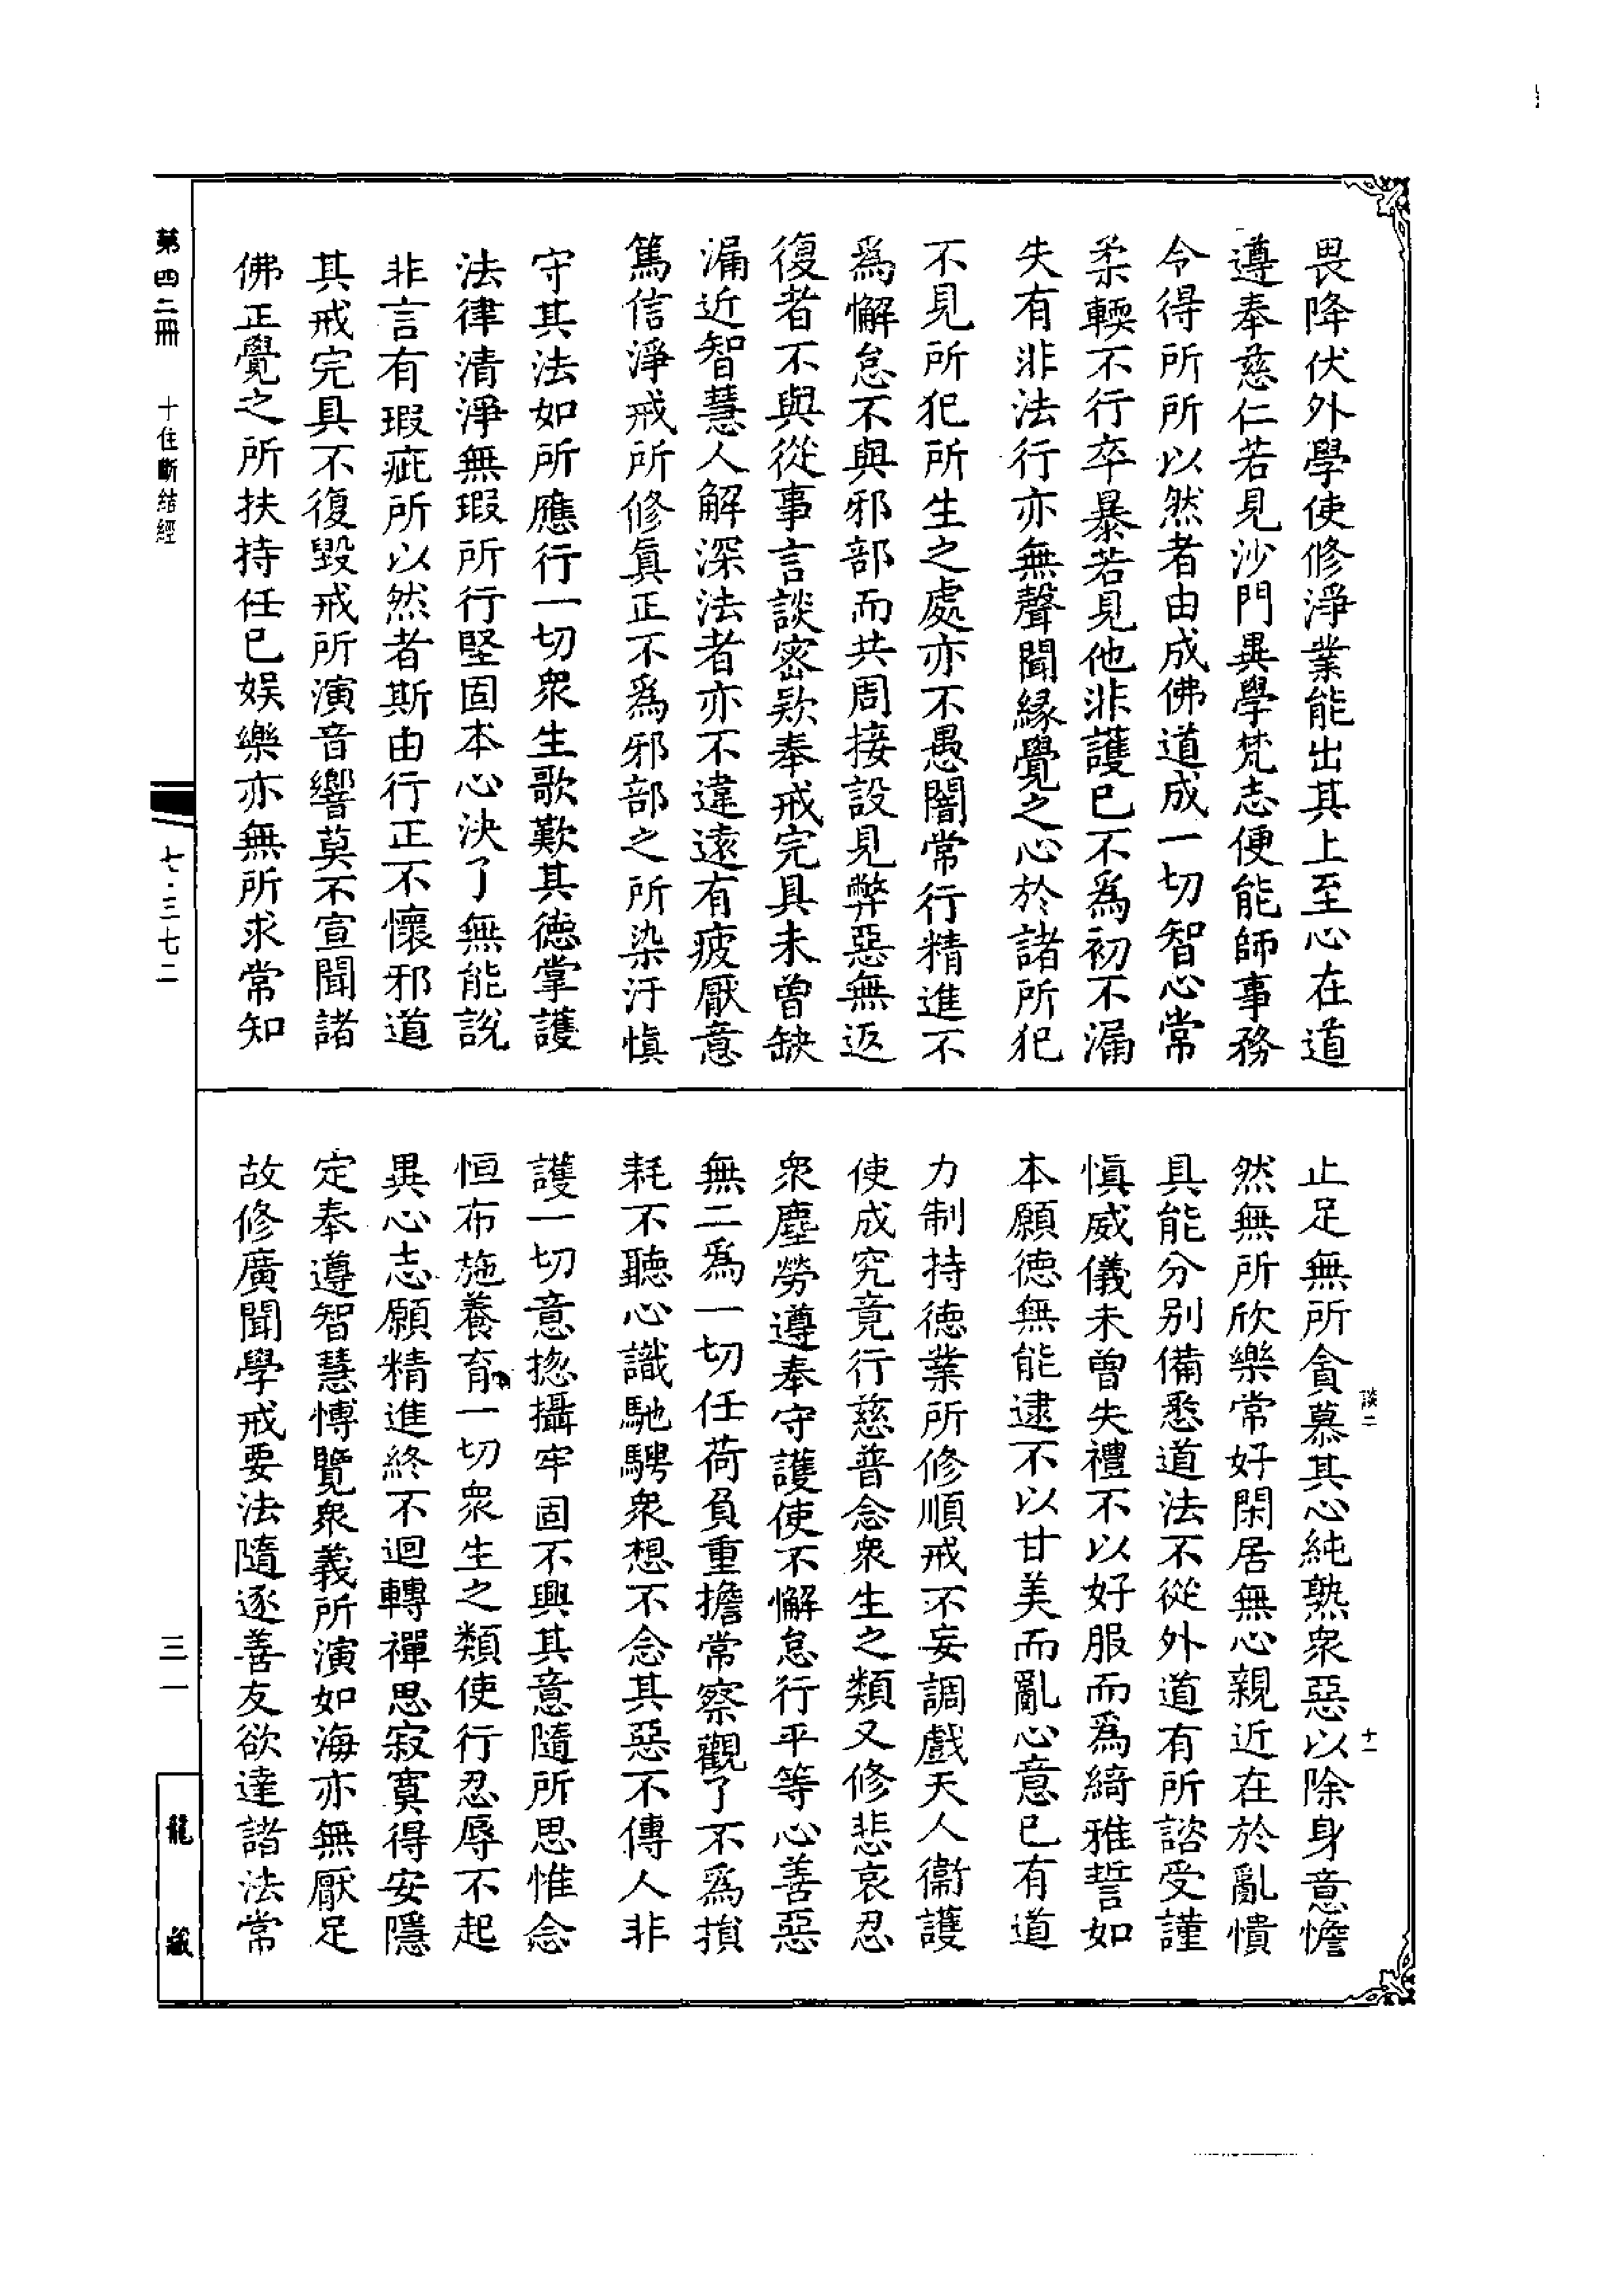 畏降伏外學使修淨業能出其上至心在道
遵奉慈仁若見沙門異學梵志便能師事務
令得所所以然者由成佛道成一切智心常
柔輭不行卒暴若見他非護已不爲初不漏
失有非法行亦無聲聞緣覺之心於諸所犯
不見所犯所生之處亦不愚闇常行精進不
爲懈怠不與邪部而共周接設見弊惡無返
復者不與從事言談密欵奉戒完具未曾缺
漏近智慧人解深法者亦不違遠有疲厭意
篤信淨戒所修眞正不爲邪部之所染汙愼
守其法如所應行一切衆生歌歎其德掌護
法律清淨無瑕所行堅固本心決了無能說
非言有瑕疵所以然者斯由行正不懷邪道
其戒完具不復毀戒所演音響莫不宣聞諸
佛正覺之所扶持任已娛樂亦無所求常知
談二
十一
止足無所貪慕其心純熟衆惡以除身意憺
然無所欣樂常好閑居無心親近在於亂憒
具能分別備悉道法不從外道有所諮受謹
愼威儀未曾失禮不以好服而爲綺雅誓如
本願德無能逮不以甘美而亂心意已有道
力制持德業所修順戒不妄調戲天人衞護
使成究竟行慈普念衆生之類又修悲哀忍
衆塵勞遵奉守護使不懈怠行平等心善惡
無二爲一切任荷負重擔常察觀了不爲損
耗不聽心識馳騁衆想不念其惡不傳人非
護一切意揔攝牢固不興其意隨所思惟念
恒布施養育一切衆生之類使行忍辱不起
異心志願精進終不迴轉禪思寂寞得安隱
定奉遵智慧博覽衆義所演如海亦無厭足
故修廣聞學戒要法隨逐善友欲達諸法常
第四二冊 十住斷結經
七·三七二
三一
龍藏